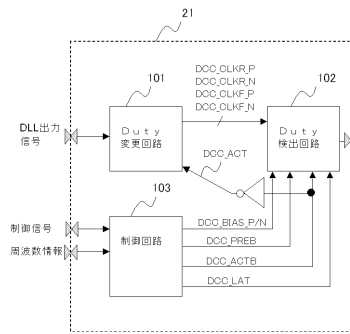 21
101
DCC_CLKR_P
DCC_CLKR_N
DCC_CLKF_P
DCC_CLKF_N
102
DLL出力
信号
Duty
変更回路
Duty
検出回路
DCC_ACT
103
制御信号
周波数情報
制御回路
DCC_BIAS_P/N
DCC_PREB
DCC_ACTB
DCC_LAT